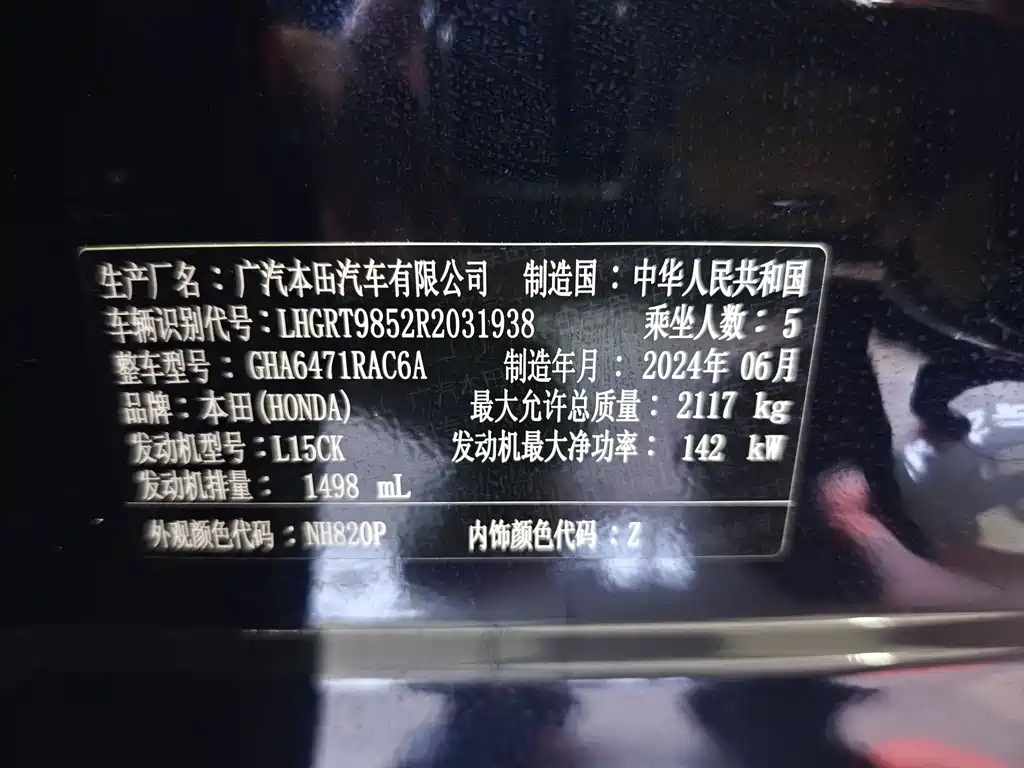 生产厂名：广汽本田汽车有限公司 制造国：中华人民共和国
车辆识别代号：LHGRT9852R2031938 乘坐人数：5
整车型号：GHA6471RAC6A 制造年月：2024年 06月
品牌：本田(HONDA) 最大允许总质量：2117 kg
发动机型号：L15CK 发动机最大净功率：142 kW
发动机排量： 1498 mL
外观颜色代码：NH820P 内饰颜色代码：Z